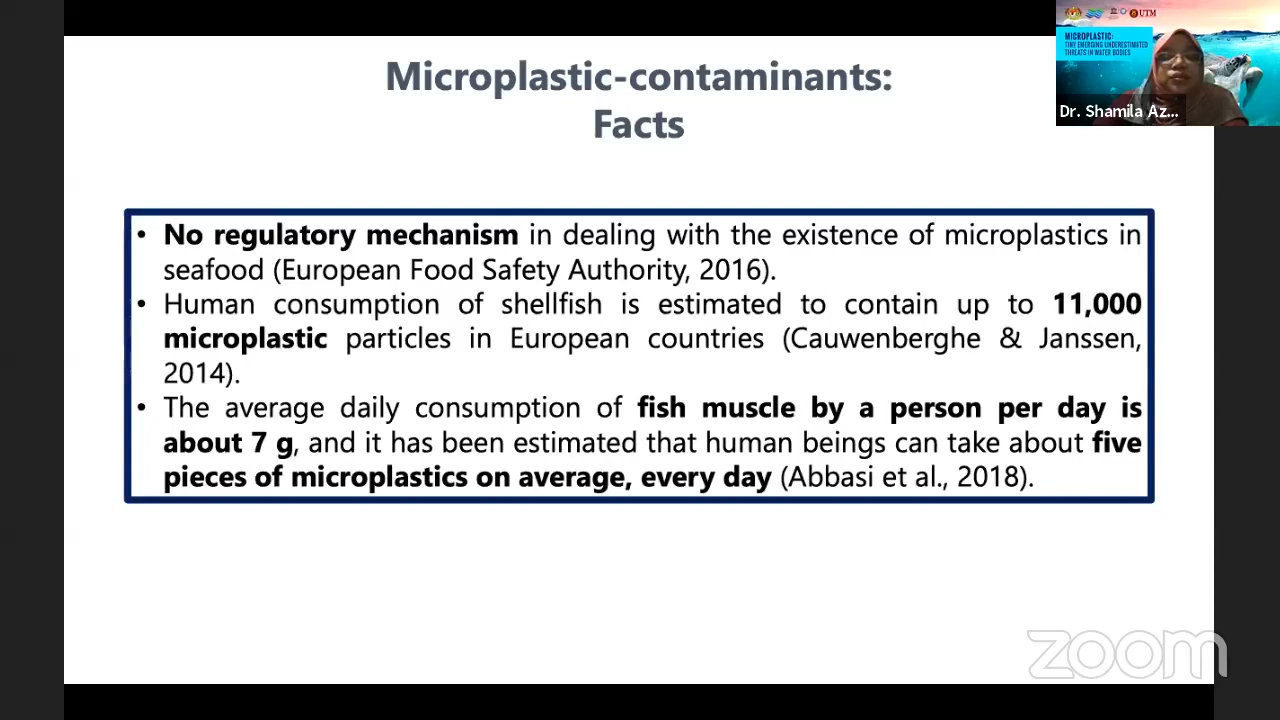 Microplastic-contaminants:
Facts
• No regulatory mechanism in dealing with the existence of microplastics in
seafood (European Food Safety Authority, 2016).
• Human consumption of shellfish is estimated to contain up to 11,000
microplastic particles in European countries (Cauwenberghe & Janssen,
2014).
• The average daily consumption of fish muscle by a person per day is
about 7 g, and it has been estimated that human beings can take about five
pieces of microplastics on average, every day (Abbasi et al., 2018).
UTM
MICROPLASTIC:
TINY EMERGING UNDERESTIMATED
THREATS IN WATER BODIES
Dr. Shamila Az...
zoom